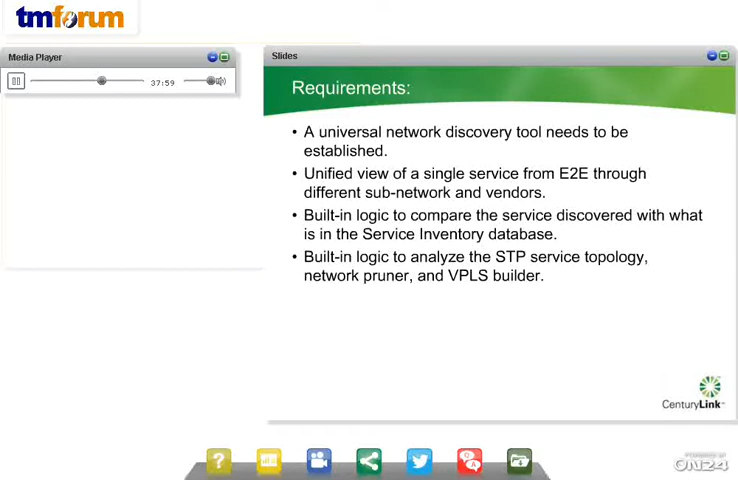 tmforum
Media Player
37:59
Slides
Requirements:
• A universal network discovery tool needs to be
established.
• Unified view of a single service from E2E through
different sub-network and vendors.
• Built-in logic to compare the service discovered with what
is in the Service Inventory database.
• Built-in logic to analyze the STP service topology,
network pruner, and VPLS builder.
CenturyLink™
?
Q
A
POWERED BY
ON24